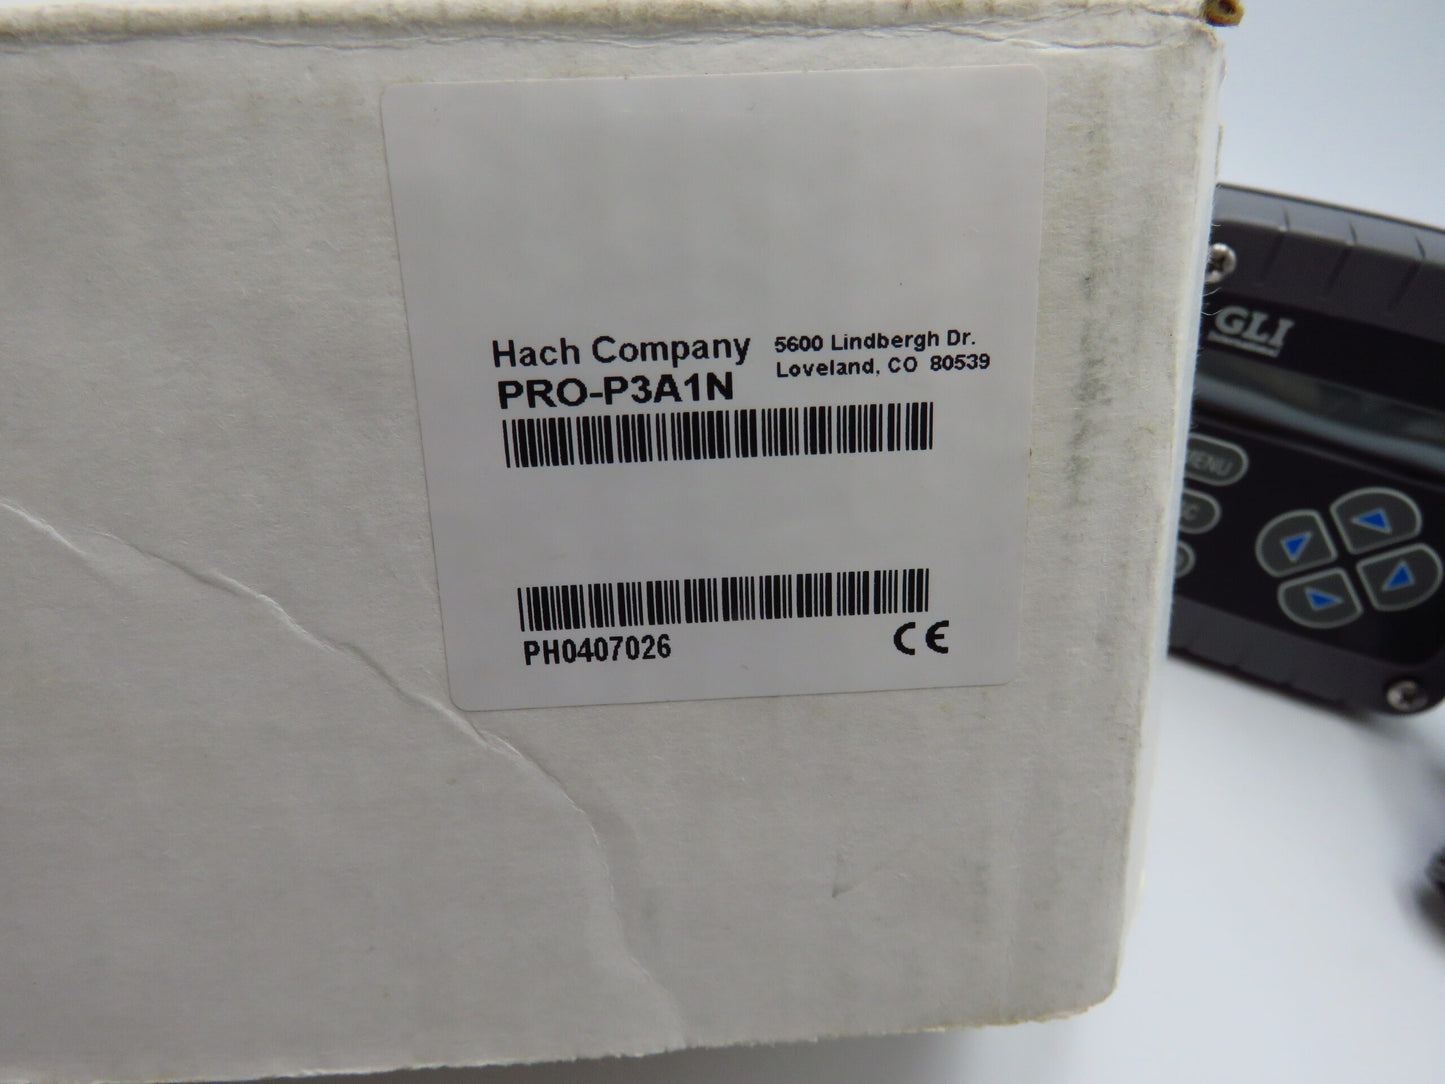 Hach Company
5600 Lindbergh Dr.
Loveland, CO 80539
PRO-P3A1N
PH0407026
CE
GLI
MENU